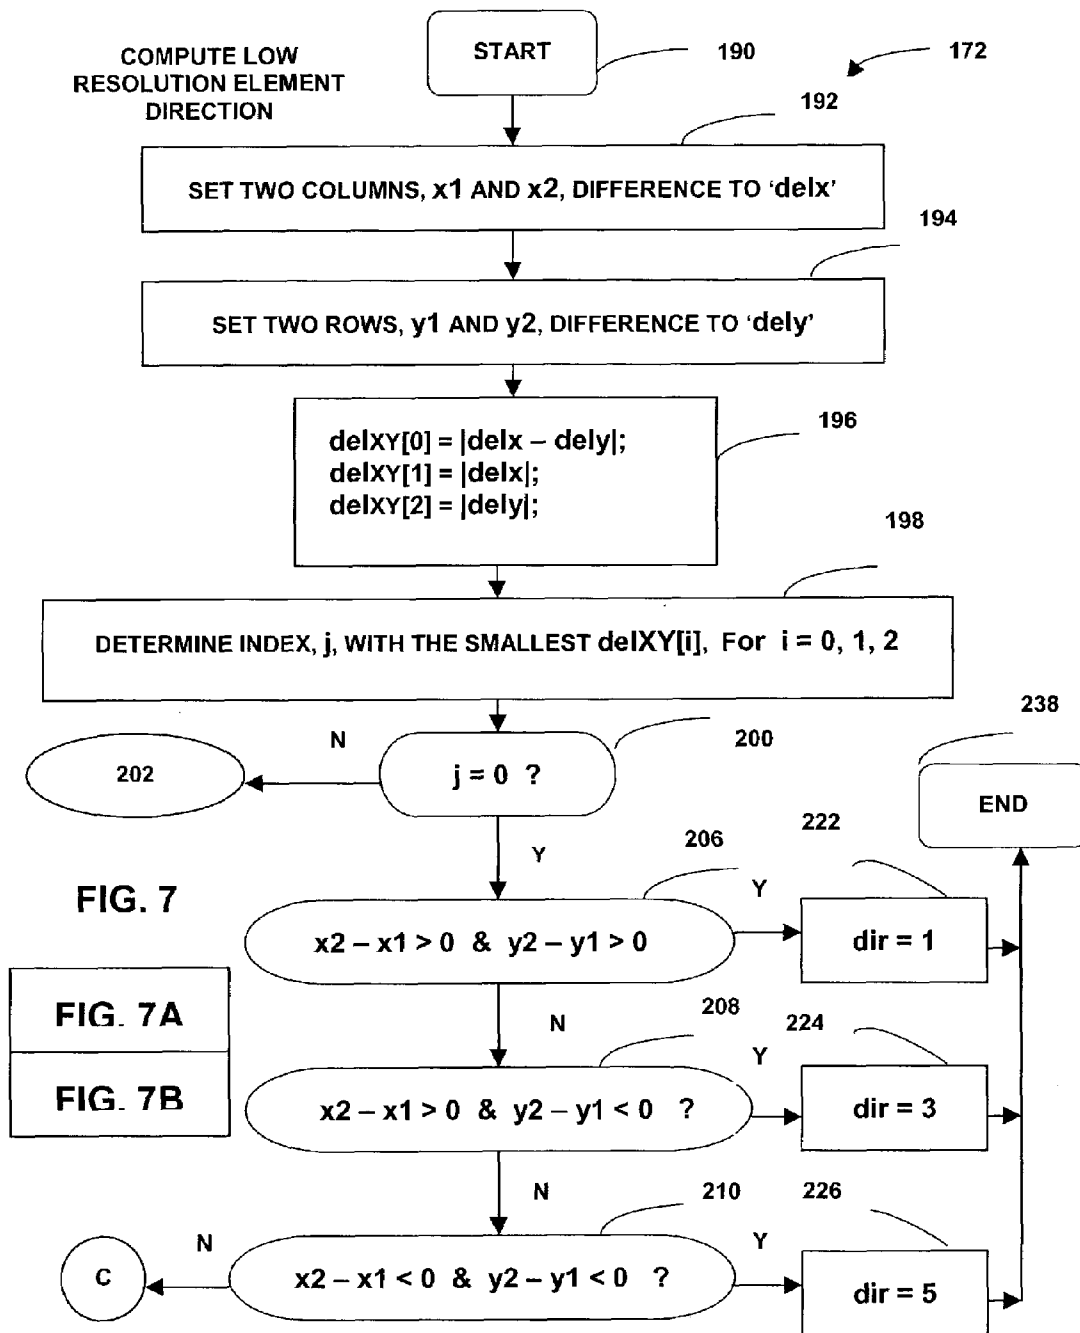 START
190
172
COMPUTE LOW
RESOLUTION ELEMENT
DIRECTION
192
SET TWO COLUMNS, x1 AND x2, DIFFERENCE TO ‘delx’
194
SET TWO ROWS, y1 AND y2, DIFFERENCE TO ‘dely’
196
delXY[0] = |delx – dely|;
delXY[1] = |delx|;
delXY[2] = |dely|;
198
DETERMINE INDEX, j, WITH THE SMALLEST delXY[i], For i = 0, 1, 2
238
N
200
202
j = 0 ?
END
Y
206
222
FIG. 7
Y
x2 – x1 > 0 & y2 – y1 > 0
dir = 1
FIG. 7A
N
208
224
Y
FIG. 7B
x2 – x1 > 0 & y2 – y1 < 0 ?
dir = 3
N
210
226
N
Y
C
x2 – x1 < 0 & y2 – y1 < 0 ?
dir = 5